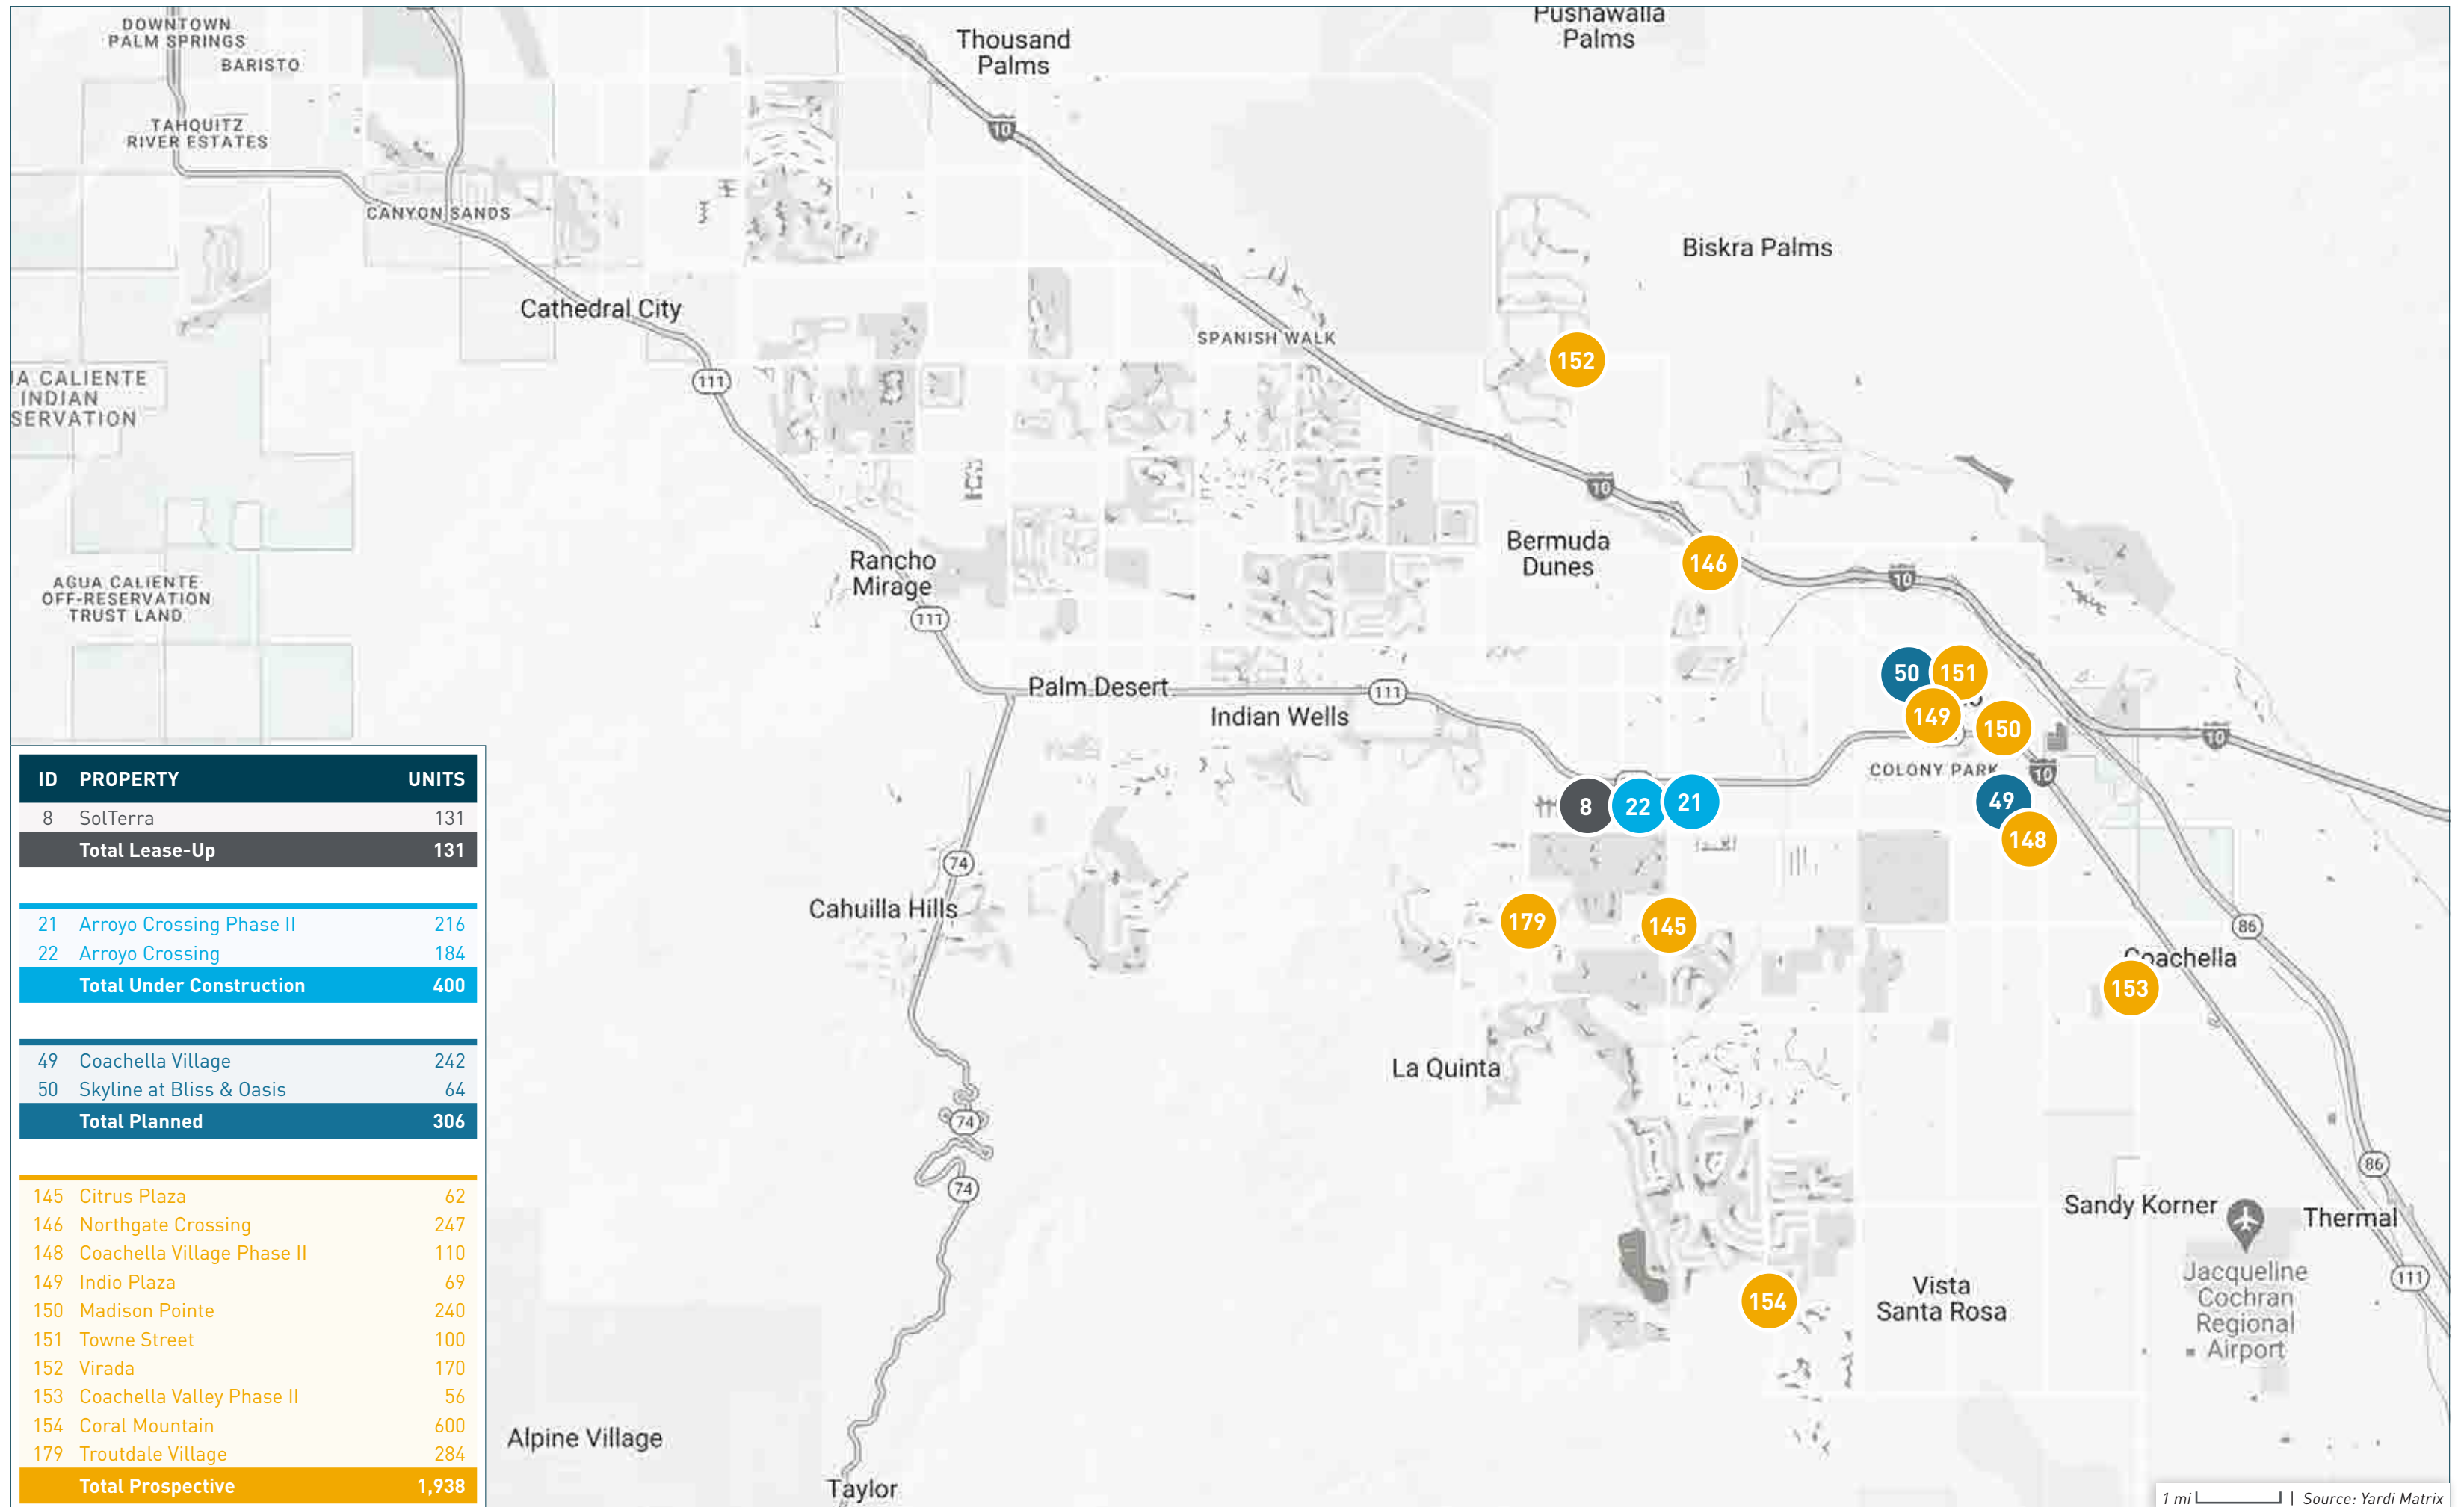 DOWNTOWN
PALM SPRINGS
BARISTO
TAHQUITZ
RIVER ESTATES
CANYON SANDS
Thousand
Palms
10
Pushawalla
Palms
Biskra Palms
Cathedral City
SPANISH WALK
152
111
CALIENTE
INDIAN
10
Bermuda
Dunes
146
10
Rancho
Mirage
AGUA CALIENTE
OFF-RESERVATION
TRUST LAND
111
50
151
Palm Desert
111
Indian Wells
149
150
10
COLONY PARK
10
8
22
21
49
148
74
Cahuilla Hills
179
145
86
Coachella
153
La Quinta
74
74
86
Sandy Korner
Thermal
111
Jacqueline
Cochran
Regional
Airport
Vista
Santa Rosa
154
Alpine Village
Taylor
ID PROPERTY UNITS
8 SolTerra 131
Total Lease-Up 131
21 Arroyo Crossing Phase II 216
22 Arroyo Crossing 184
Total Under Construction 400
49 Coachella Village 242
50 Skyline at Bliss & Oasis 64
Total Planned 306
145 Citrus Plaza 62
146 Northgate Crossing 247
148 Coachella Village Phase II 110
149 Indio Plaza 69
150 Madison Pointe 240
151 Towne Street 100
152 Virada 170
153 Coachella Valley Phase II 56
154 Coral Mountain 600
179 Troutdale Village 284
Total Prospective 1,938
1 mi | Source: Yardi Matrix